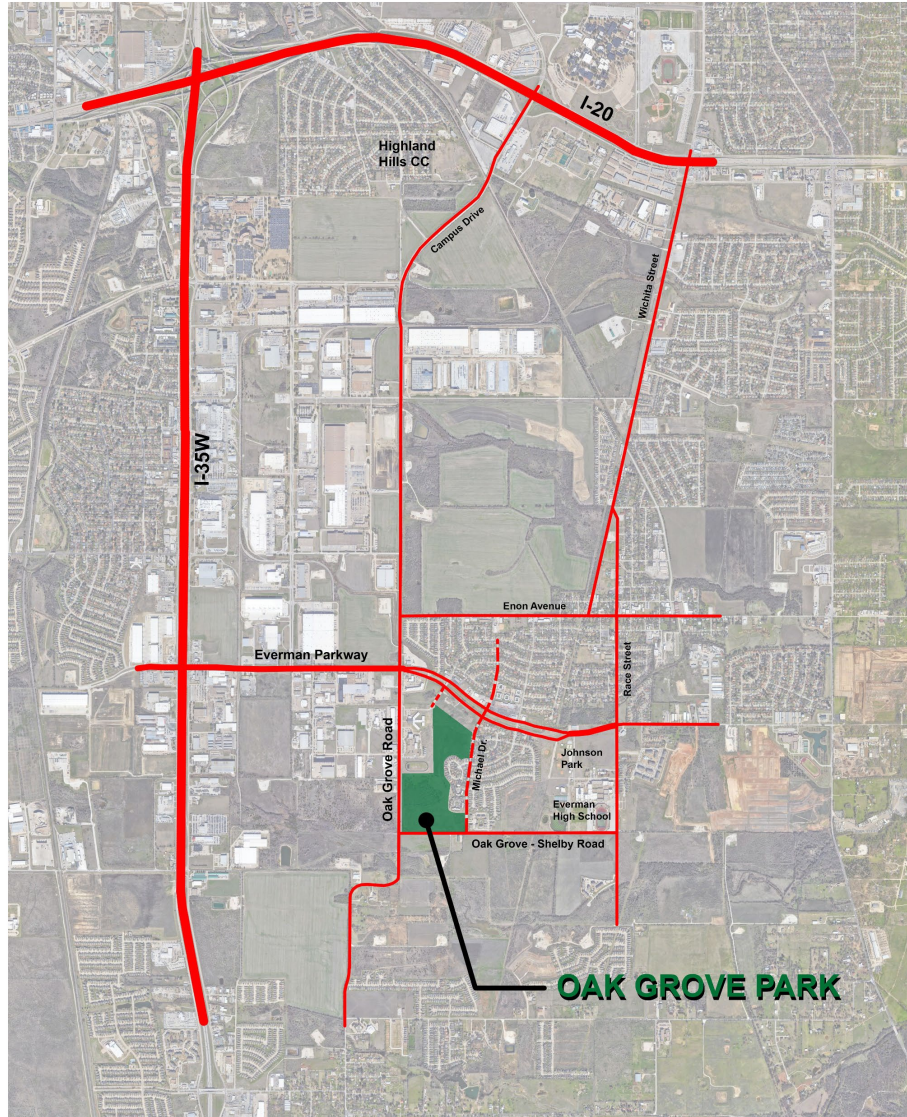 I-20
Highland
Hills CC
Campus Drive
Wichita Street
I-35W
Enon Avenue
Everman Parkway
Race Street
Oak Grove Road
Michael Dr.
Johnson
Park
Everman
High School
Oak Grove - Shelby Road
OAK GROVE PARK